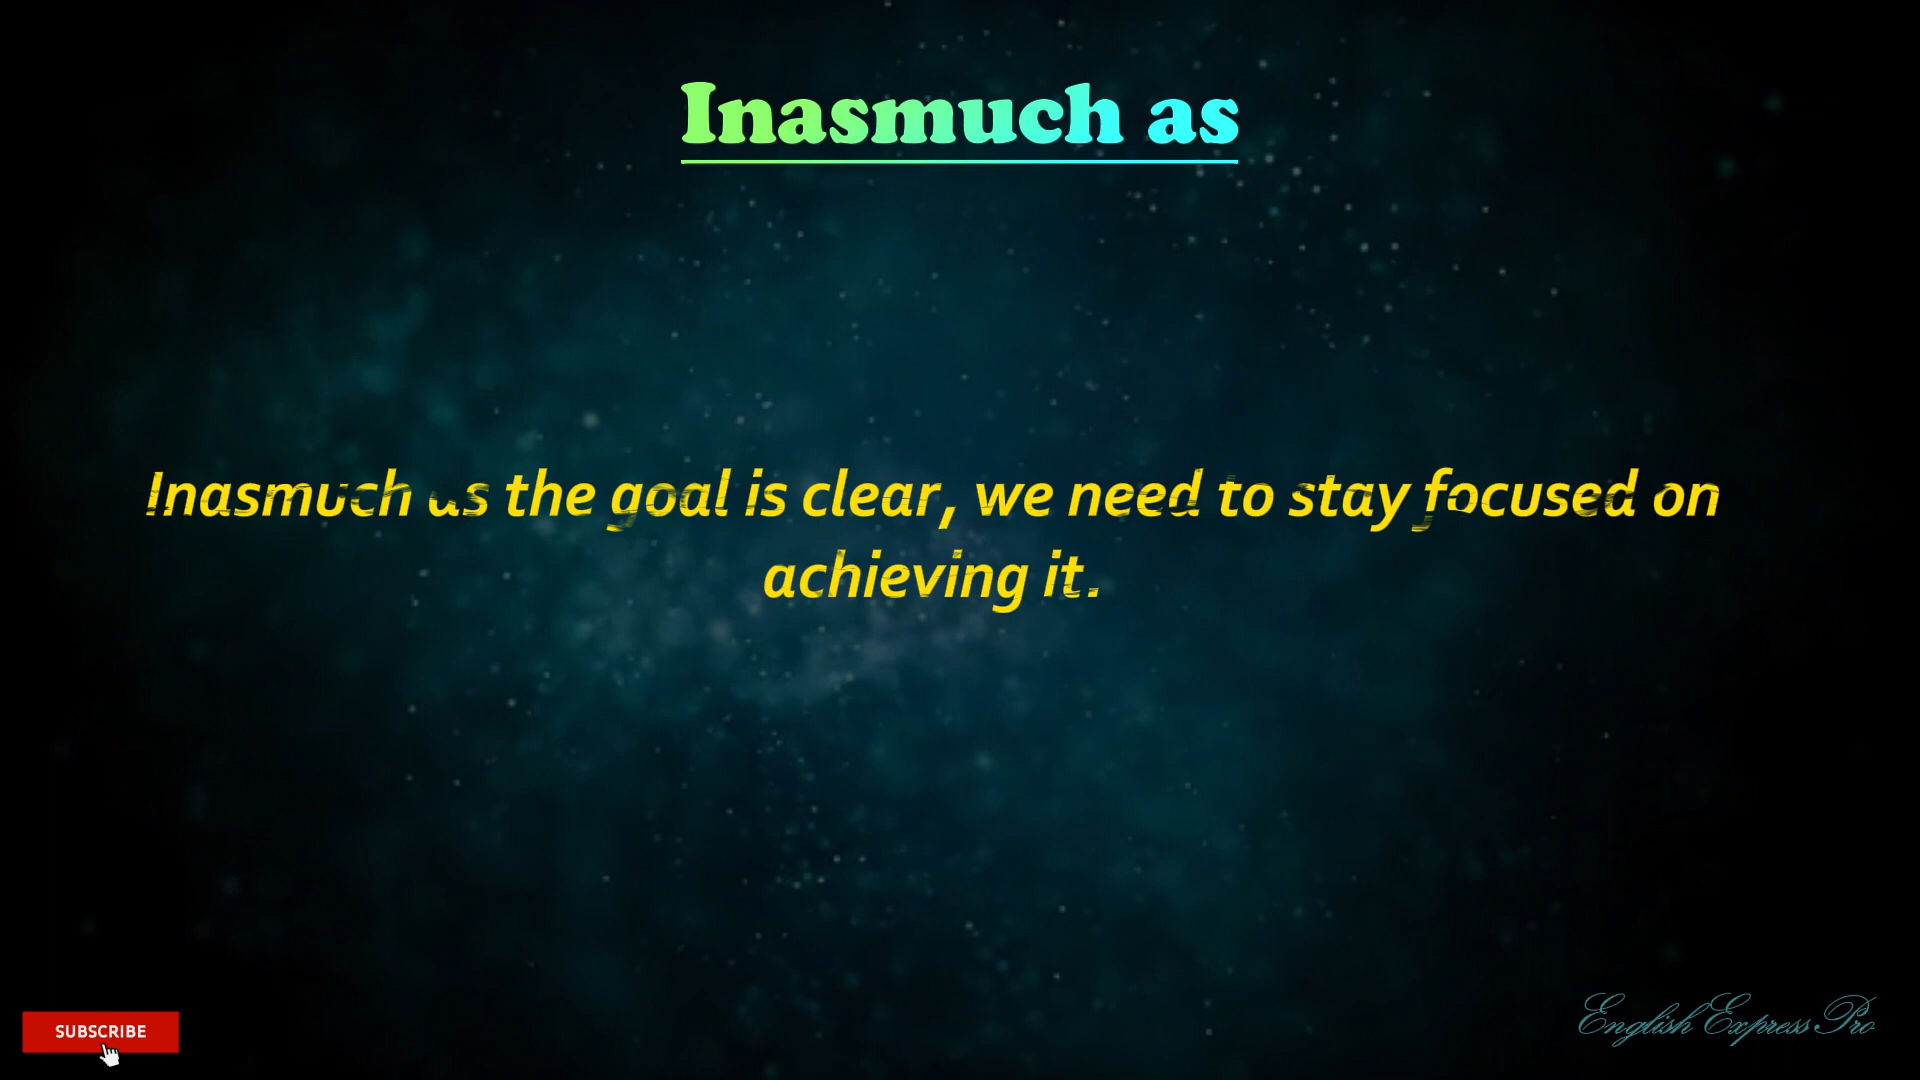 Inasmuch as
Inasmuch as the goal is clear, we need to stay focused on
achieving it.
SUBSCRIBE
English Express Pro